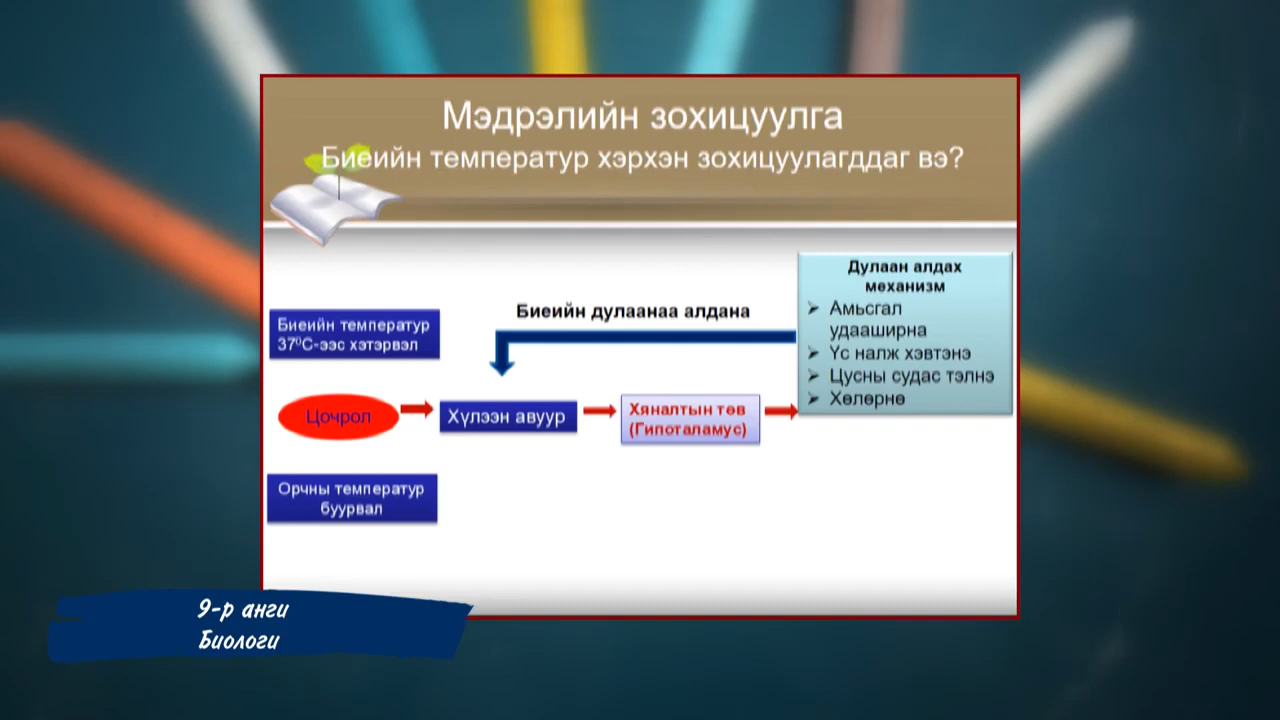 Мэдрэлийн зохицуулга
Биеийн температур хэрхэн зохицуулагддаг вэ?
Дулаан алдах
механизм
Амьсгал
удааширна
Үс налж хэвтэнэ
Цусны судас тэлнэ
Хөлөрнө
Биеийн дулаанаа алдана
Биеийн температур
37⁰С-ээс хэтэрвэл
Цочрол
Хүлээн авуур
Хяналтын төв
(Гипоталамус)
Орчны температур
буурвал
9-р анги
Биологи